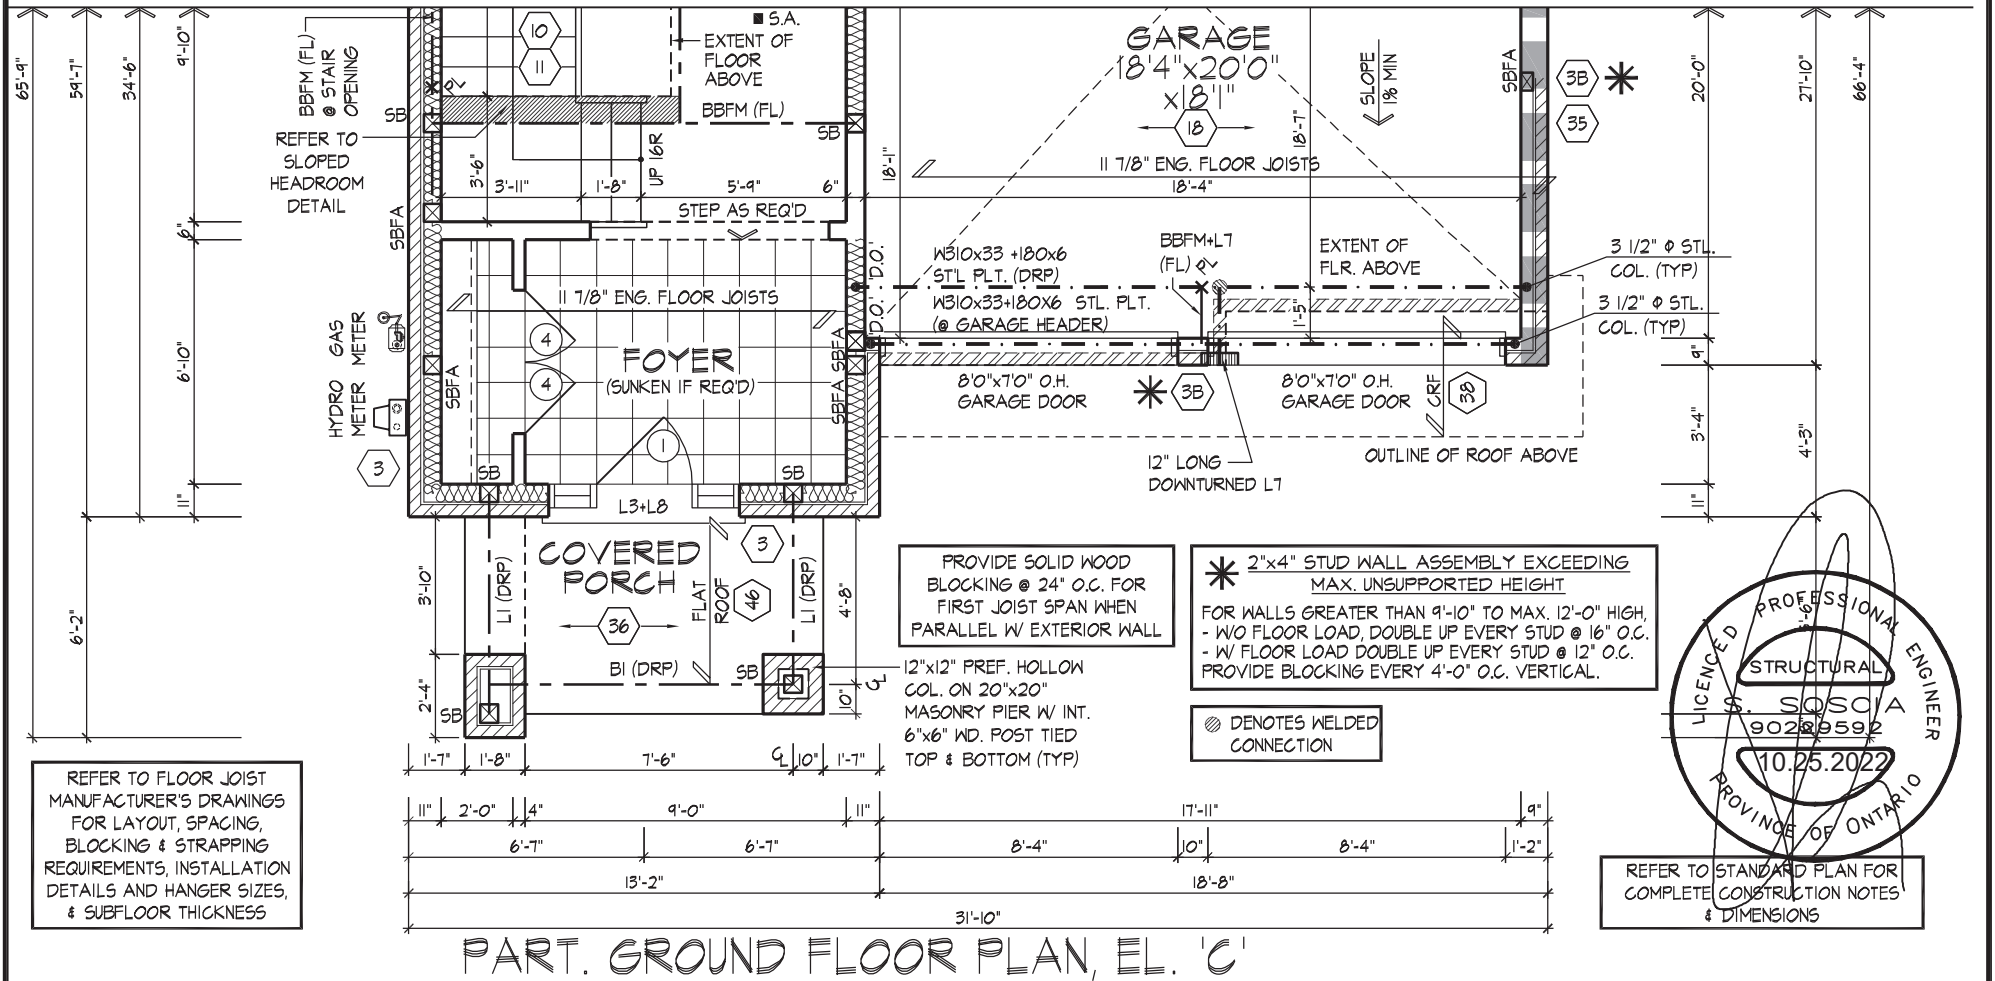 65'-9"
59'-7"
34'-6"
9'-10"
6"
6'-10"
11"
6'-2"
BBFM (FL)
@ STAIR
OPENING
REFER TO
SLOPED
HEADROOM
DETAIL
SB
SBFA
PL
10
11
S.A.
EXTENT OF
FLOOR
ABOVE
BBFM (FL)
SB
UP 16R
3'-6"
3'-11"
1'-8"
5'-9"
6"
STEP AS REQ'D
GARAGE
18'4"x20'0"
x18'1"
18
SLOPE
1% MIN
SBFA
3B
35
18'-1"
18'-7"
11 7/8" ENG. FLOOR JOISTS
18'-4"
W310x33 +180x6
ST'L PLT. (DRP)
W310x33+180X6 STL. PLT.
(@ GARAGE HEADER)
D.O.
D.O.
BBFM+L7
(FL)
PL
EXTENT OF
FLR. ABOVE
1'-5"
3 1/2" Φ STL.
COL. (TYP)
3 1/2" Φ STL.
COL. (TYP)
11 7/8" ENG. FLOOR JOISTS
4
4
FOYER
(SUNKEN IF REQ'D)
1
SBFA
SBFA
SBFA
GAS
METER
HYDRO
METER
3
8'0"x7'0" O.H.
GARAGE DOOR
3B
8'0"x7'0" O.H.
GARAGE DOOR
CRF
38
12" LONG
DOWNTURNED L7
OUTLINE OF ROOF ABOVE
SB
SB
L3+L8
3
COVERED
PORCH
FLAT
ROOF
46
36
L1 (DRP)
L1 (DRP)
B1 (DRP)
SB
SB
3'-10"
2'-4"
4'-8"
10"
20'-0"
27'-10"
66'-4"
9"
3'-4"
11"
4'-3"
PROVIDE SOLID WOOD
BLOCKING @ 24" O.C. FOR
FIRST JOIST SPAN WHEN
PARALLEL W/ EXTERIOR WALL
2"x4" STUD WALL ASSEMBLY EXCEEDING
MAX. UNSUPPORTED HEIGHT
FOR WALLS GREATER THAN 9'-10" TO MAX. 12'-0" HIGH,
- W/O FLOOR LOAD, DOUBLE UP EVERY STUD @ 16" O.C.
- W/ FLOOR LOAD DOUBLE UP EVERY STUD @ 12" O.C.
PROVIDE BLOCKING EVERY 4'-0" O.C. VERTICAL.
12"x12" PREF. HOLLOW
COL. ON 20"x20"
MASONRY PIER W/ INT.
6"x6" WD. POST TIED
TOP & BOTTOM (TYP)
DENOTES WELDED
CONNECTION
LICENCED PROFESSIONAL ENGINEER
STRUCTURAL
S. SOSCIA
10.25.2022
PROVINCE OF ONTARIO
REFER TO FLOOR JOIST
MANUFACTURER'S DRAWINGS
FOR LAYOUT, SPACING,
BLOCKING & STRAPPING
REQUIREMENTS, INSTALLATION
DETAILS AND HANGER SIZES,
& SUBFLOOR THICKNESS
1'-7"
1'-8"
7'-6"
CL
10"
1'-7"
11"
2'-0"
4"
9'-0"
11"
17'-11"
9"
6'-7"
6'-7"
8'-4"
10"
8'-4"
1'-2"
13'-2"
18'-8"
31'-10"
REFER TO STANDARD PLAN FOR
COMPLETE CONSTRUCTION NOTES
& DIMENSIONS
PART. GROUND FLOOR PLAN, EL. 'C'